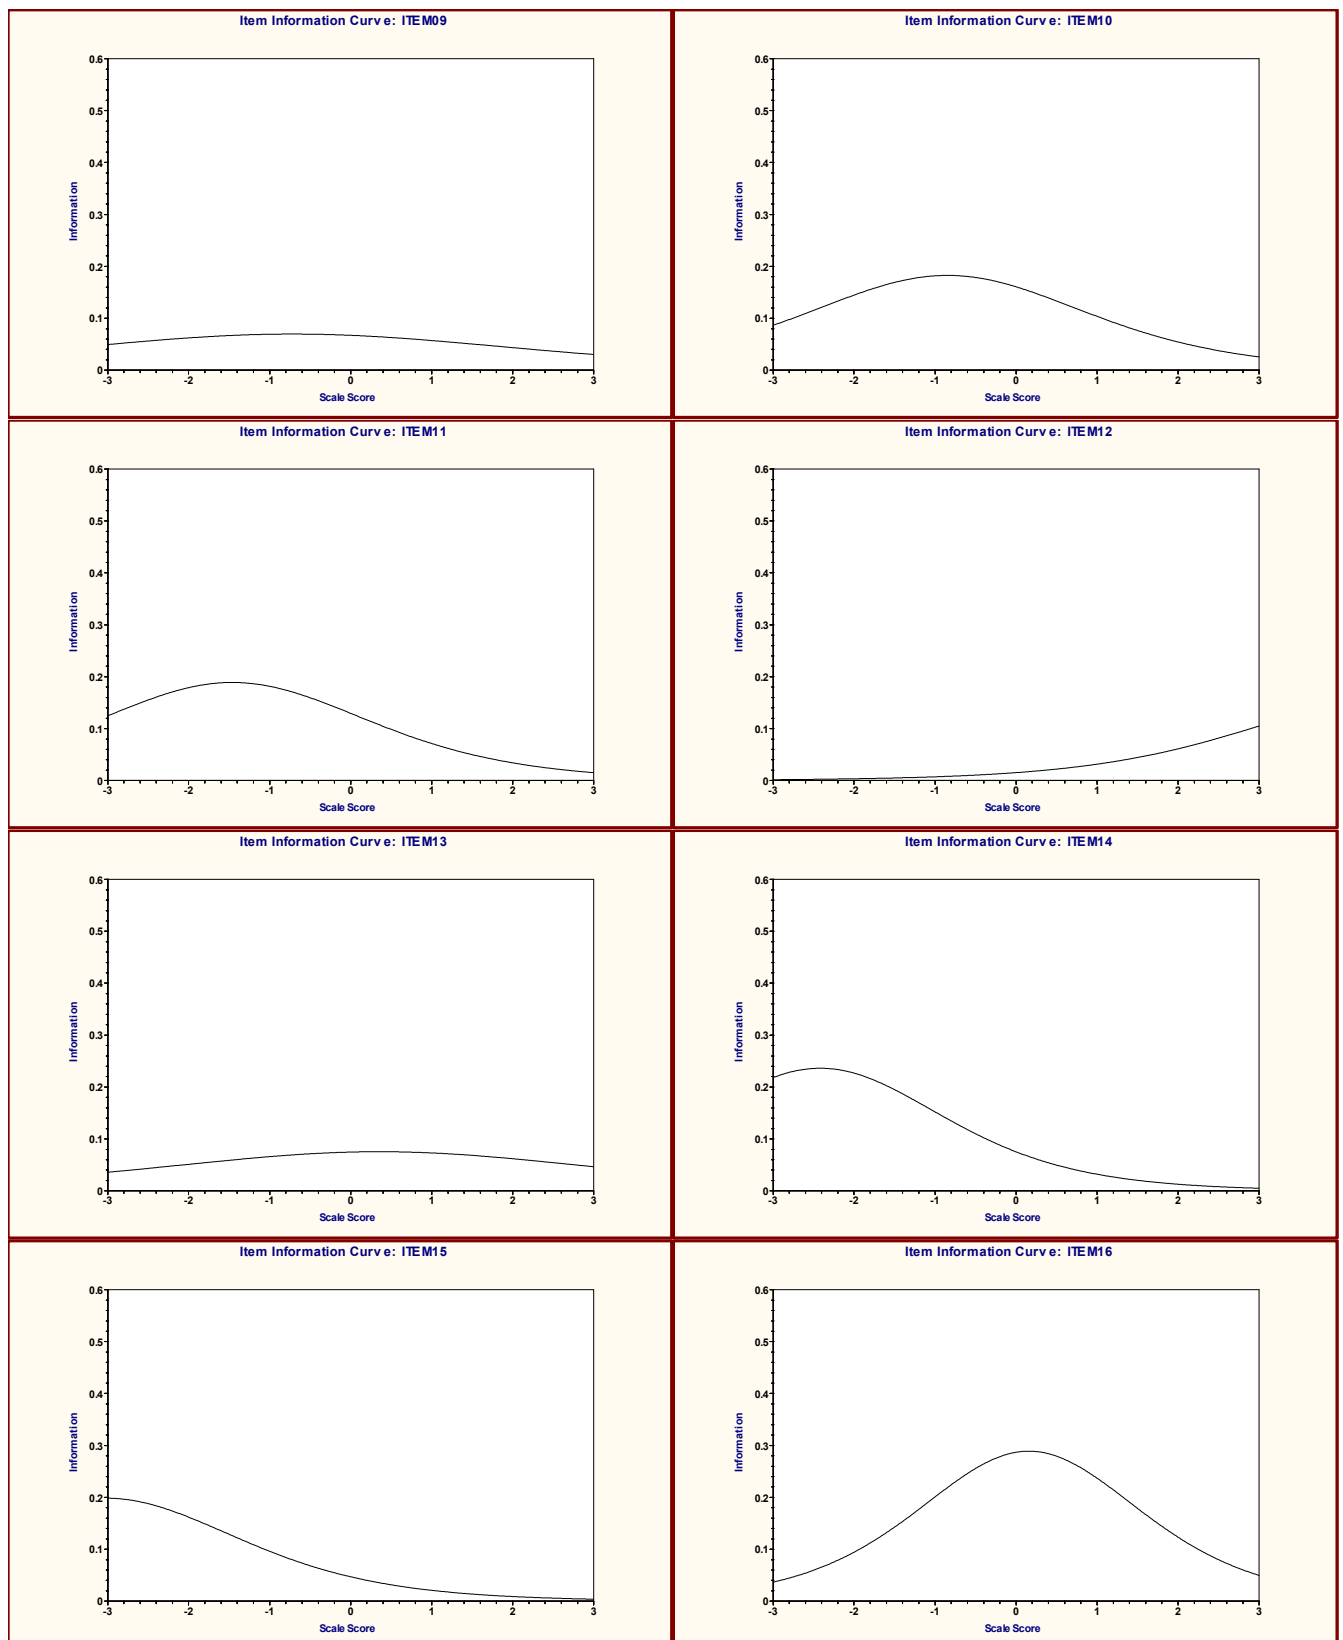 Item Information Curv e: ITEM09
0.6
0.5
0.4
0.3
0.2
0.1
0
Information
-3 -2 -1 0 1 2 3
Scale Score
Item Information Curv e: ITEM10
0.6
0.5
0.4
0.3
0.2
0.1
0
Information
-3 -2 -1 0 1 2 3
Scale Score
Item Information Curv e: ITEM11
0.6
0.5
0.4
0.3
0.2
0.1
0
Information
-3 -2 -1 0 1 2 3
Scale Score
Item Information Curv e: ITEM12
0.6
0.5
0.4
0.3
0.2
0.1
0
Information
-3 -2 -1 0 1 2 3
Scale Score
Item Information Curv e: ITEM13
0.6
0.5
0.4
0.3
0.2
0.1
0
Information
-3 -2 -1 0 1 2 3
Scale Score
Item Information Curv e: ITEM14
0.6
0.5
0.4
0.3
0.2
0.1
0
Information
-3 -2 -1 0 1 2 3
Scale Score
Item Information Curv e: ITEM15
0.6
0.5
0.4
0.3
0.2
0.1
0
Information
-3 -2 -1 0 1 2 3
Scale Score
Item Information Curv e: ITEM16
0.6
0.5
0.4
0.3
0.2
0.1
0
Information
-3 -2 -1 0 1 2 3
Scale Score